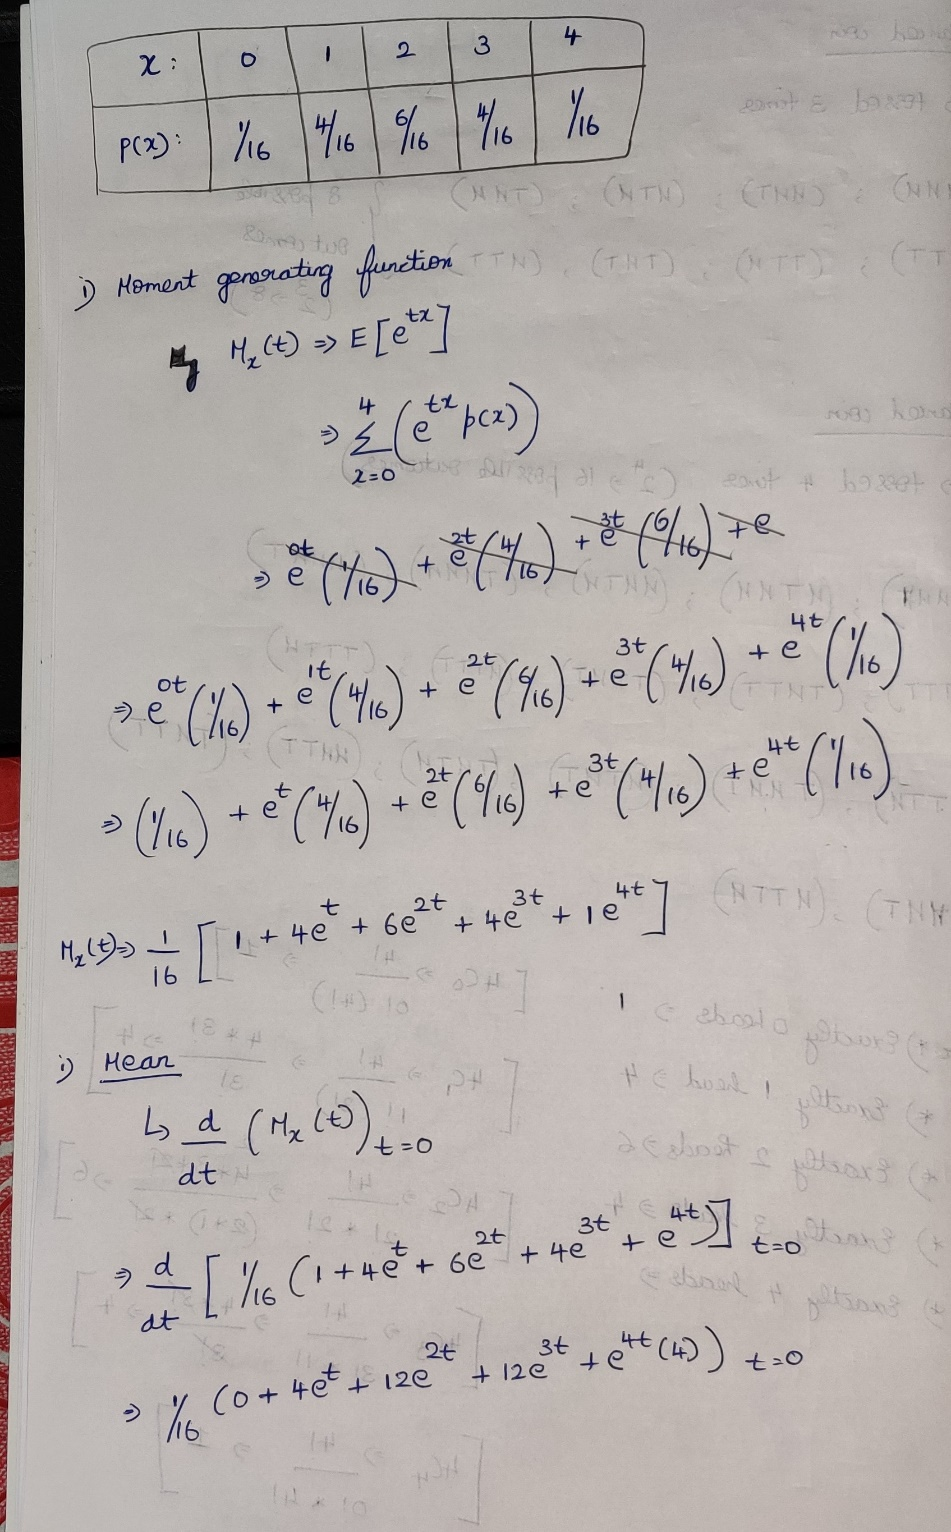 x: 0 1 2 3 4
p(x): 1/16 4/16 6/16 4/16 1/16
i) Moment generating function
M_x(t) ⇒ E[e^{tx}]
⇒ Σ_{x=0}^{4} (e^{tx} p(x))
⇒ e^{0t} (1/16) + e^{2t} (4/16) + e^{3t} (6/16) + e
⇒ e^{0t} (1/16) + e^{1t} (4/16) + e^{2t} (6/16) + e^{3t} (4/16) + e^{4t} (1/16)
⇒ (1/16) + e^{t} (4/16) + e^{2t} (6/16) + e^{3t} (4/16) + e^{4t} (1/16)
M_x(t) ⇒ 1/16 [1 + 4e^{t} + 6e^{2t} + 4e^{3t} + 1e^{4t}]
i) Mean
↳ d/dt (M_x(t))_{t=0}
⇒ d/dt [1/16 (1 + 4e^{t} + 6e^{2t} + 4e^{3t} + e^{4t})]_{t=0}
⇒ 1/16 (0 + 4e^{t} + 12e^{2t} + 12e^{3t} + e^{4t}(4))_{t=0}